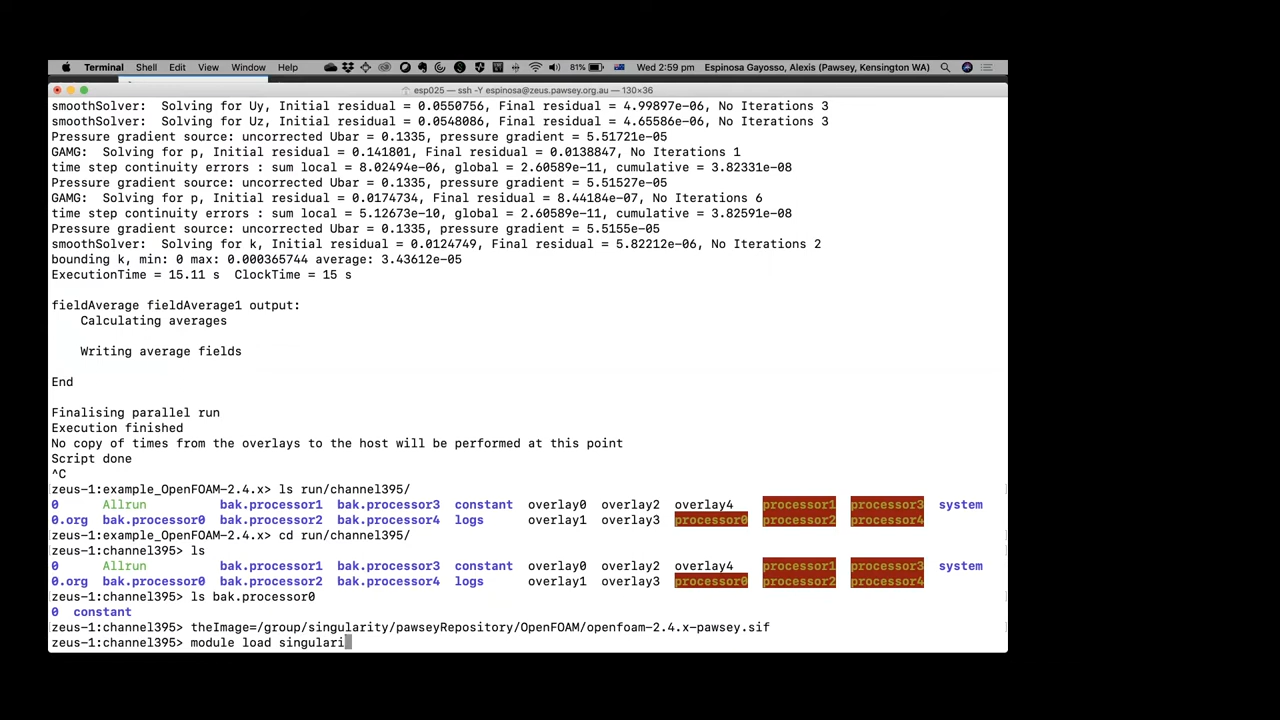 Terminal Shell Edit View Window Help 81% Wed 2:59 pm Espinosa Gayosso, Alexis (Pawsey, Kensington WA)
esp025 — ssh -Y espinosa@zeus.pawsey.org.au — 130×36
smoothSolver:  Solving for Uy, Initial residual = 0.0550756, Final residual = 4.99897e-06, No Iterations 3
smoothSolver:  Solving for Uz, Initial residual = 0.0548086, Final residual = 4.65586e-06, No Iterations 3
Pressure gradient source: uncorrected Ubar = 0.1335, pressure gradient = 5.51721e-05
GAMG:  Solving for p, Initial residual = 0.141801, Final residual = 0.0138847, No Iterations 1
time step continuity errors : sum local = 8.02494e-06, global = 2.60589e-11, cumulative = 3.82331e-08
Pressure gradient source: uncorrected Ubar = 0.1335, pressure gradient = 5.51527e-05
GAMG:  Solving for p, Initial residual = 0.0174734, Final residual = 8.44184e-07, No Iterations 6
time step continuity errors : sum local = 5.12673e-10, global = 2.60589e-11, cumulative = 3.82591e-08
Pressure gradient source: uncorrected Ubar = 0.1335, pressure gradient = 5.5155e-05
smoothSolver:  Solving for k, Initial residual = 0.0124749, Final residual = 5.82212e-06, No Iterations 2
bounding k, min: 0 max: 0.000365744 average: 3.43612e-05
ExecutionTime = 15.11 s  ClockTime = 15 s
fieldAverage fieldAverage1 output:
Calculating averages
Writing average fields
End
Finalising parallel run
Execution finished
No copy of times from the overlays to the host will be performed at this point
Script done
^C
zeus-1:example_OpenFOAM-2.4.x> ls run/channel395/
0 Allrun bak.processor1 bak.processor3 constant overlay0 overlay2 overlay4 processor1 processor3 system
0.org bak.processor0 bak.processor2 bak.processor4 logs overlay1 overlay3 processor0 processor2 processor4
zeus-1:example_OpenFOAM-2.4.x> cd run/channel395/
zeus-1:channel395> ls
0 Allrun bak.processor1 bak.processor3 constant overlay0 overlay2 overlay4 processor1 processor3 system
0.org bak.processor0 bak.processor2 bak.processor4 logs overlay1 overlay3 processor0 processor2 processor4
zeus-1:channel395> ls bak.processor0
0 constant
zeus-1:channel395> theImage=/group/singularity/pawseyRepository/OpenFOAM/openfoam-2.4.x-pawsey.sif
zeus-1:channel395> module load singulari